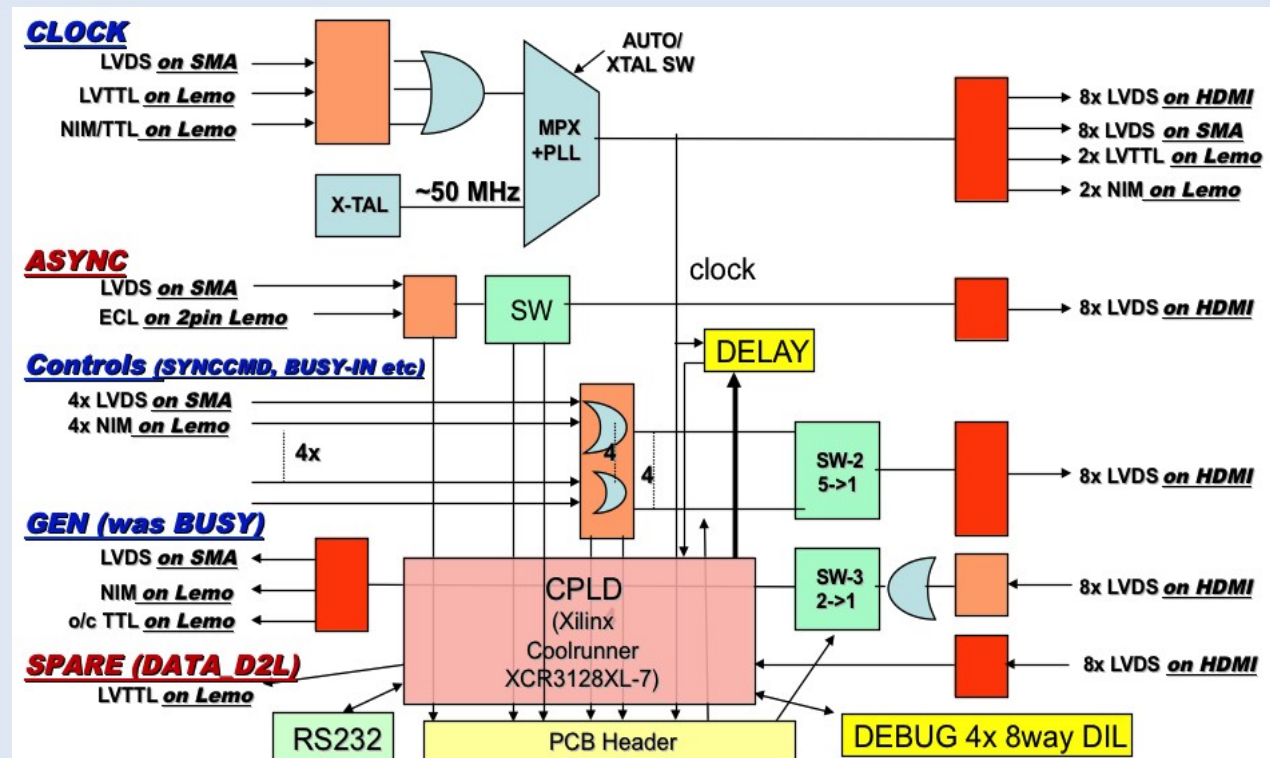 CLOCK
LVDS on SMA
LVTTL on Lemo
NIM/TTL on Lemo
AUTO/
XTAL SW
MPX
+PLL
X-TAL
~50 MHz
8x LVDS on HDMI
8x LVDS on SMA
2x LVTTL on Lemo
2x NIM on Lemo
ASYNC
LVDS on SMA
ECL on 2pin Lemo
SW
clock
8x LVDS on HDMI
DELAY
Controls (SYNCCMD, BUSY-IN etc)
4x LVDS on SMA
4x NIM on Lemo
4x
4
4
SW-2
5->1
8x LVDS on HDMI
GEN (was BUSY)
LVDS on SMA
NIM on Lemo
o/c TTL on Lemo
CPLD
(Xilinx
Coolrunner
XCR3128XL-7)
4
SW-3
2->1
8x LVDS on HDMI
8x LVDS on HDMI
SPARE (DATA_D2L)
LVTTL on Lemo
RS232
PCB Header
DEBUG 4x 8way DIL